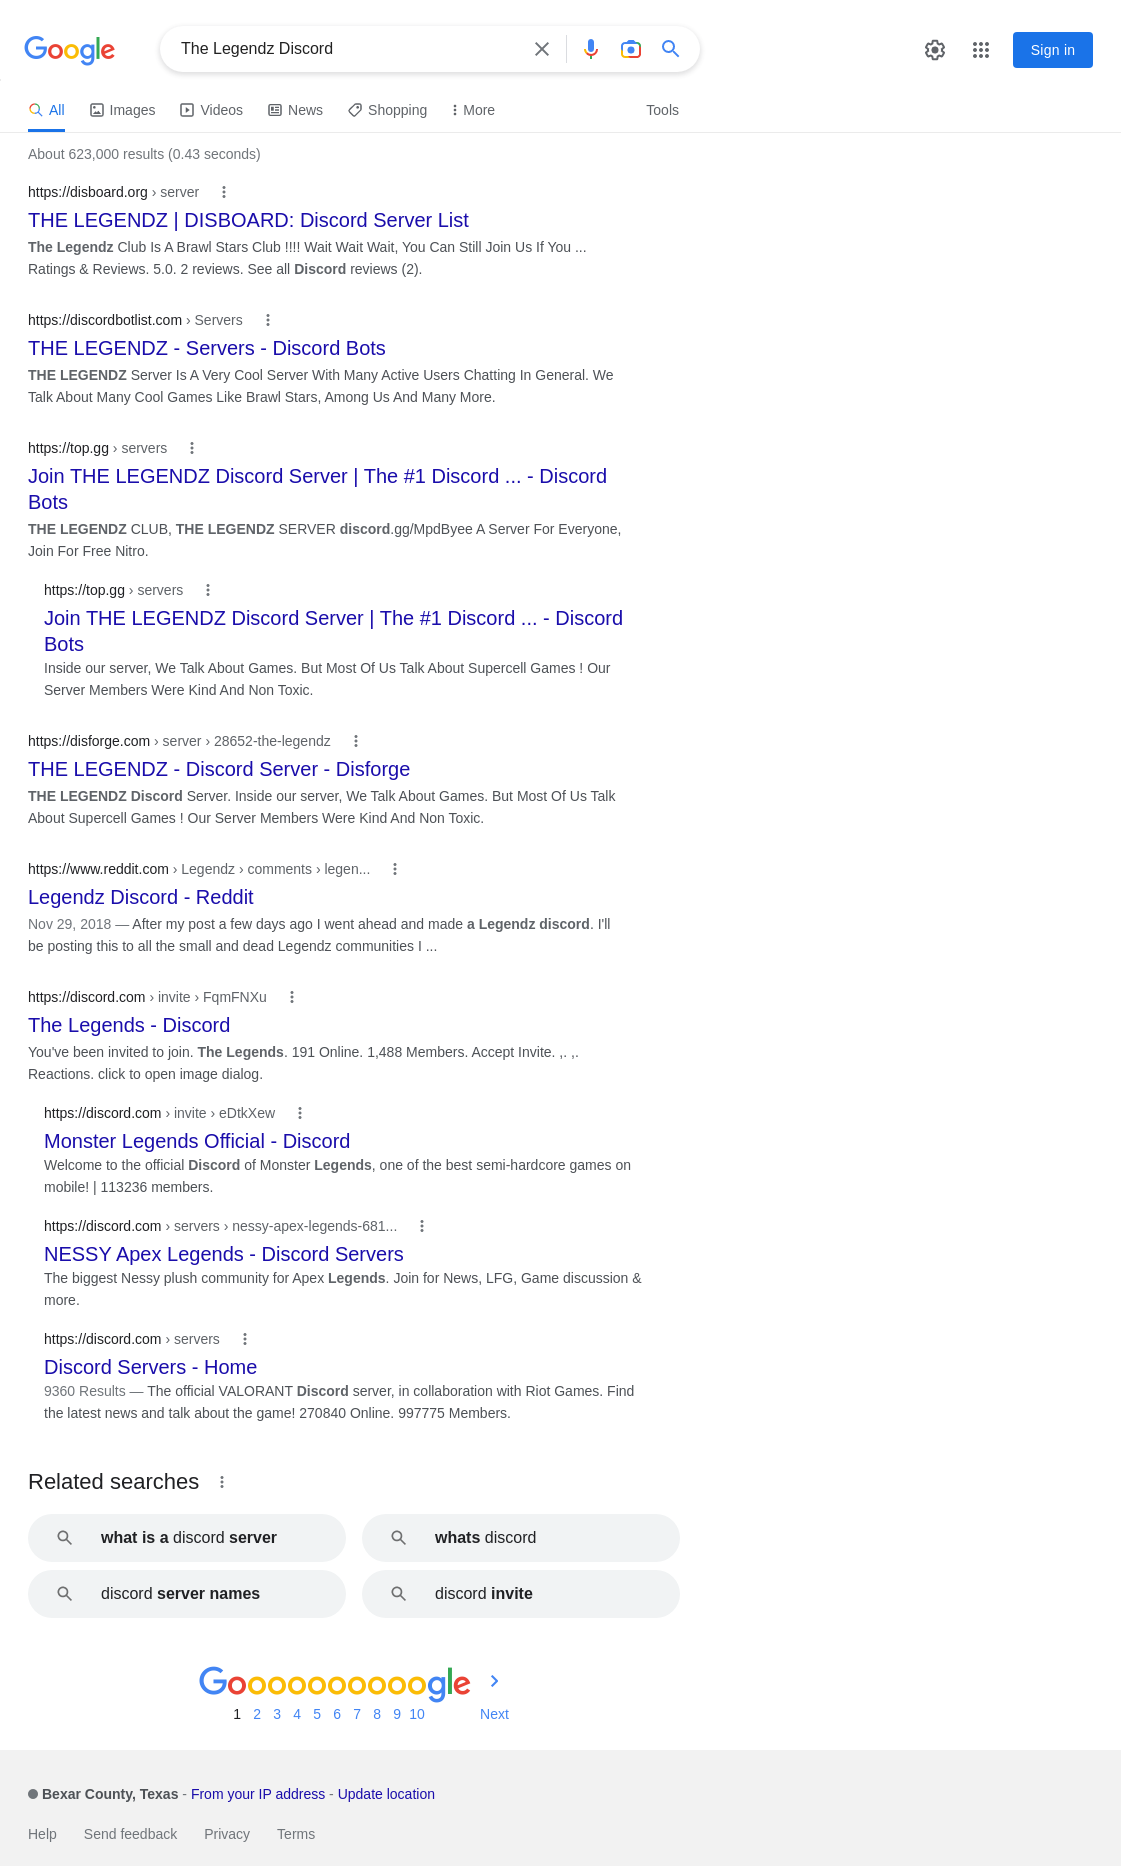 Google
The Legendz Discord
Sign in
All Images Videos News Shopping More Tools
About 623,000 results (0.43 seconds)
https://disboard.org › server
THE LEGENDZ | DISBOARD: Discord Server List
The Legendz Club Is A Brawl Stars Club !!!! Wait Wait Wait, You Can Still Join Us If You ...
Ratings & Reviews. 5.0. 2 reviews. See all Discord reviews (2).
https://discordbotlist.com › Servers
THE LEGENDZ - Servers - Discord Bots
THE LEGENDZ Server Is A Very Cool Server With Many Active Users Chatting In General. We
Talk About Many Cool Games Like Brawl Stars, Among Us And Many More.
https://top.gg › servers
Join THE LEGENDZ Discord Server | The #1 Discord ... - Discord
Bots
THE LEGENDZ CLUB, THE LEGENDZ SERVER discord.gg/MpdByee A Server For Everyone,
Join For Free Nitro.
https://top.gg › servers
Join THE LEGENDZ Discord Server | The #1 Discord ... - Discord
Bots
Inside our server, We Talk About Games. But Most Of Us Talk About Supercell Games ! Our
Server Members Were Kind And Non Toxic.
https://disforge.com › server › 28652-the-legendz
THE LEGENDZ - Discord Server - Disforge
THE LEGENDZ Discord Server. Inside our server, We Talk About Games. But Most Of Us Talk
About Supercell Games ! Our Server Members Were Kind And Non Toxic.
https://www.reddit.com › Legendz › comments › legen...
Legendz Discord - Reddit
Nov 29, 2018 — After my post a few days ago I went ahead and made a Legendz discord. I'll
be posting this to all the small and dead Legendz communities I ...
https://discord.com › invite › FqmFNXu
The Legends - Discord
You've been invited to join. The Legends. 191 Online. 1,488 Members. Accept Invite. ,. ,.
Reactions. click to open image dialog.
https://discord.com › invite › eDtkXew
Monster Legends Official - Discord
Welcome to the official Discord of Monster Legends, one of the best semi-hardcore games on
mobile! | 113236 members.
https://discord.com › servers › nessy-apex-legends-681...
NESSY Apex Legends - Discord Servers
The biggest Nessy plush community for Apex Legends. Join for News, LFG, Game discussion &
more.
https://discord.com › servers
Discord Servers - Home
9360 Results — The official VALORANT Discord server, in collaboration with Riot Games. Find
the latest news and talk about the game! 270840 Online. 997775 Members.
Related searches
what is a discord server
whats discord
discord server names
discord invite
Goooooooooogle
1 2 3 4 5 6 7 8 9 10 Next
Bexar County, Texas - From your IP address - Update location
Help Send feedback Privacy Terms